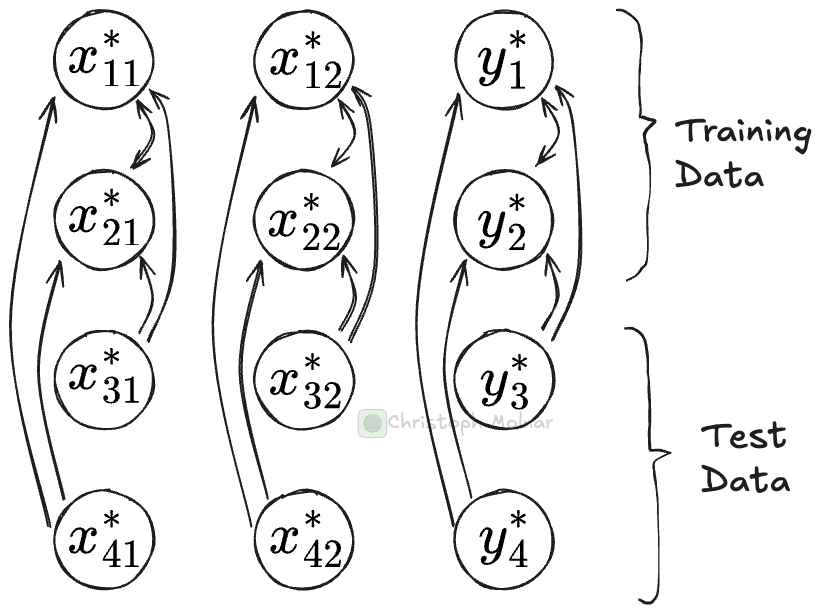 x*11 x*12 y*1
Training
Data
x*21 x*22 y*2
x*31 x*32 y*3
Christoph Molnar
Test
Data
x*41 x*42 y*4